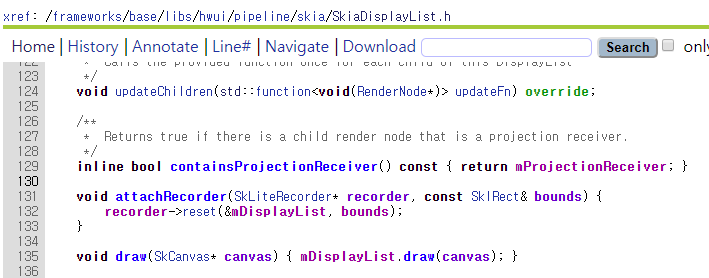 xref: /frameworks/base/libs/hwui/pipeline/skia/SkiaDisplayList.h
Home | History | Annotate | Line# | Navigate | Download Search only
122 * Calls the provided function once for each child of this DisplayList
123 */
124 void updateChildren(std::function<void(RenderNode*)> updateFn) override;
125
126 /**
127 * Returns true if there is a child render node that is a projection receiver.
128 */
129 inline bool containsProjectionReceiver() const { return mProjectionReceiver; }
130
131 void attachRecorder(SkLiteRecorder* recorder, const SkIRect& bounds) {
132 recorder->reset(&mDisplayList, bounds);
133 }
134
135 void draw(SkCanvas* canvas) { mDisplayList.draw(canvas); }
136